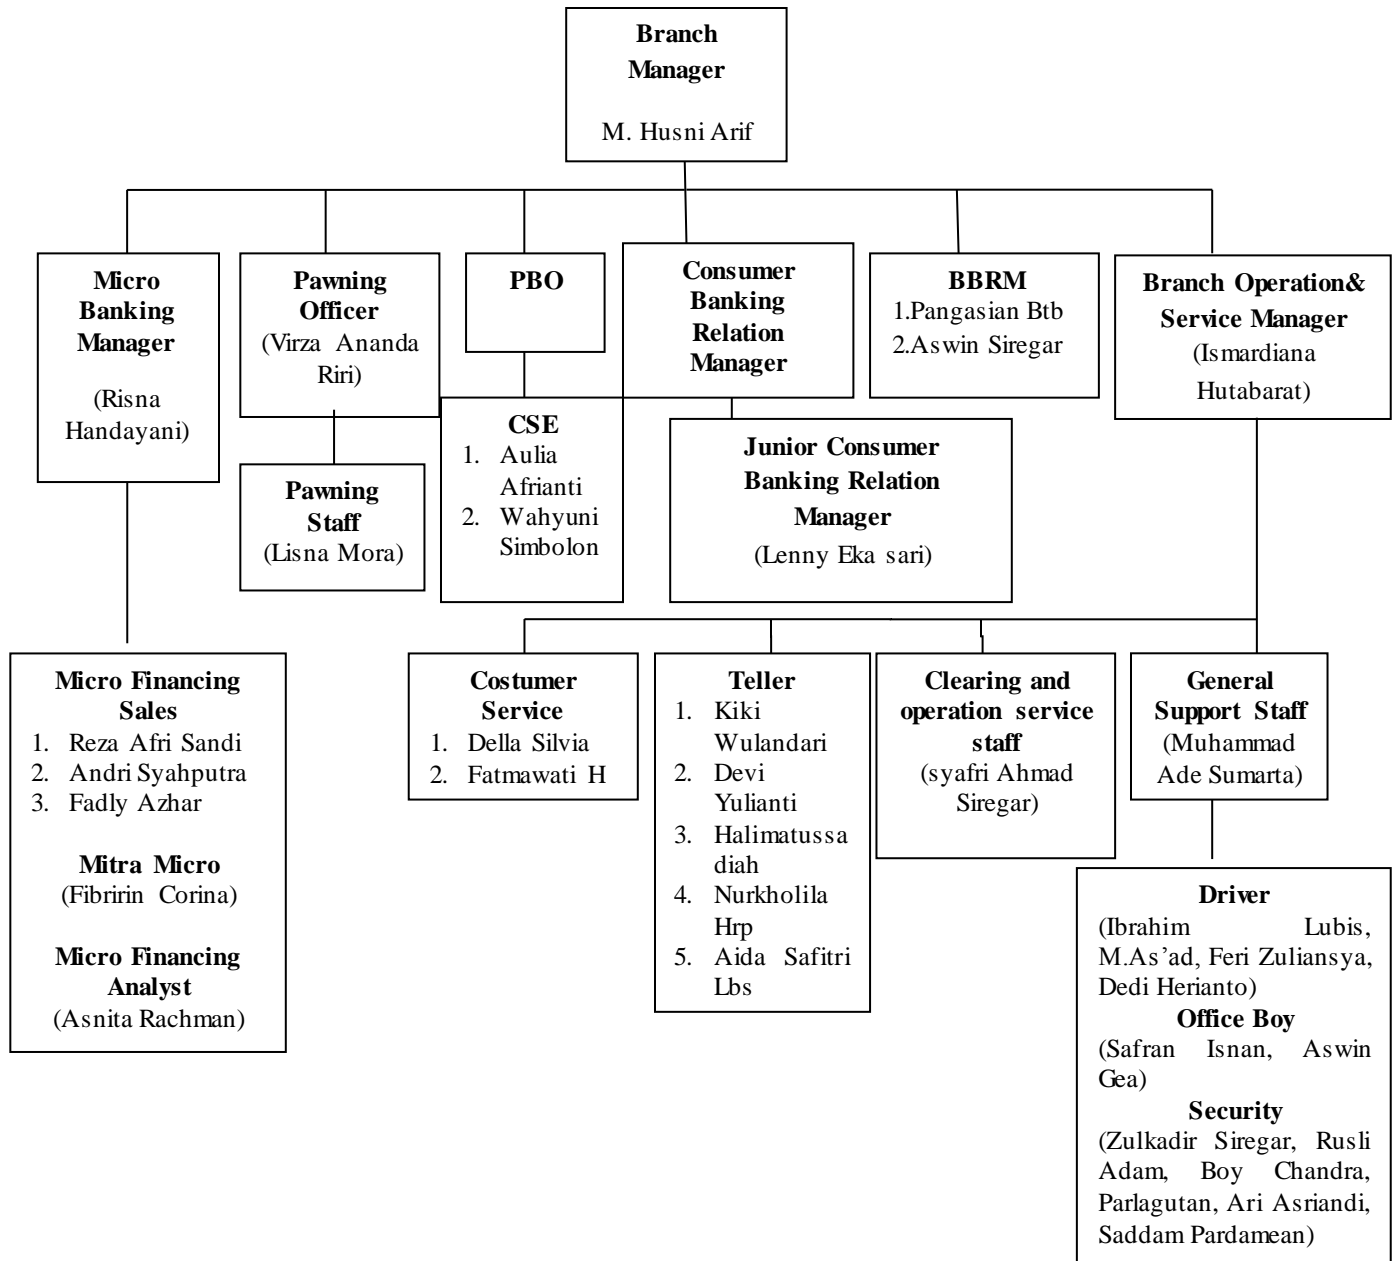 Branch
Manager
M. Husni Arif
Micro
Banking
Manager
(Risna
Handayani)
Pawning
Officer
(Virza Ananda
Riri)
PBO
Consumer
Banking
Relation
Manager
BBRM
1.Pangasian Btb
2.Aswin Siregar
Branch Operation&
Service Manager
(Ismardiana
Hutabarat)
Pawning
Staff
(Lisna Mora)
CSE
1. Aulia
Afrianti
2. Wahyuni
Simbolon
Junior Consumer
Banking Relation
Manager
(Lenny Eka sari)
Micro Financing
Sales
1. Reza Afri Sandi
2. Andri Syahputra
3. Fadly Azhar
Mitra Micro
(Fibririn Corina)
Micro Financing
Analyst
(Asnita Rachman)
Costumer
Service
1. Della Silvia
2. Fatmawati H
Teller
1. Kiki
Wulandari
2. Devi
Yulianti
3. Halimatussa
diah
4. Nurkholila
Hrp
5. Aida Safitri
Lbs
Clearing and
operation service
staff
(syafri Ahmad
Siregar)
General
Support Staff
(Muhammad
Ade Sumarta)
Driver
(Ibrahim Lubis,
M.As’ad, Feri Zuliansya,
Dedi Herianto)
Office Boy
(Safran Isnan, Aswin
Gea)
Security
(Zulkadir Siregar, Rusli
Adam, Boy Chandra,
Parlagutan, Ari Asriandi,
Saddam Pardamean)